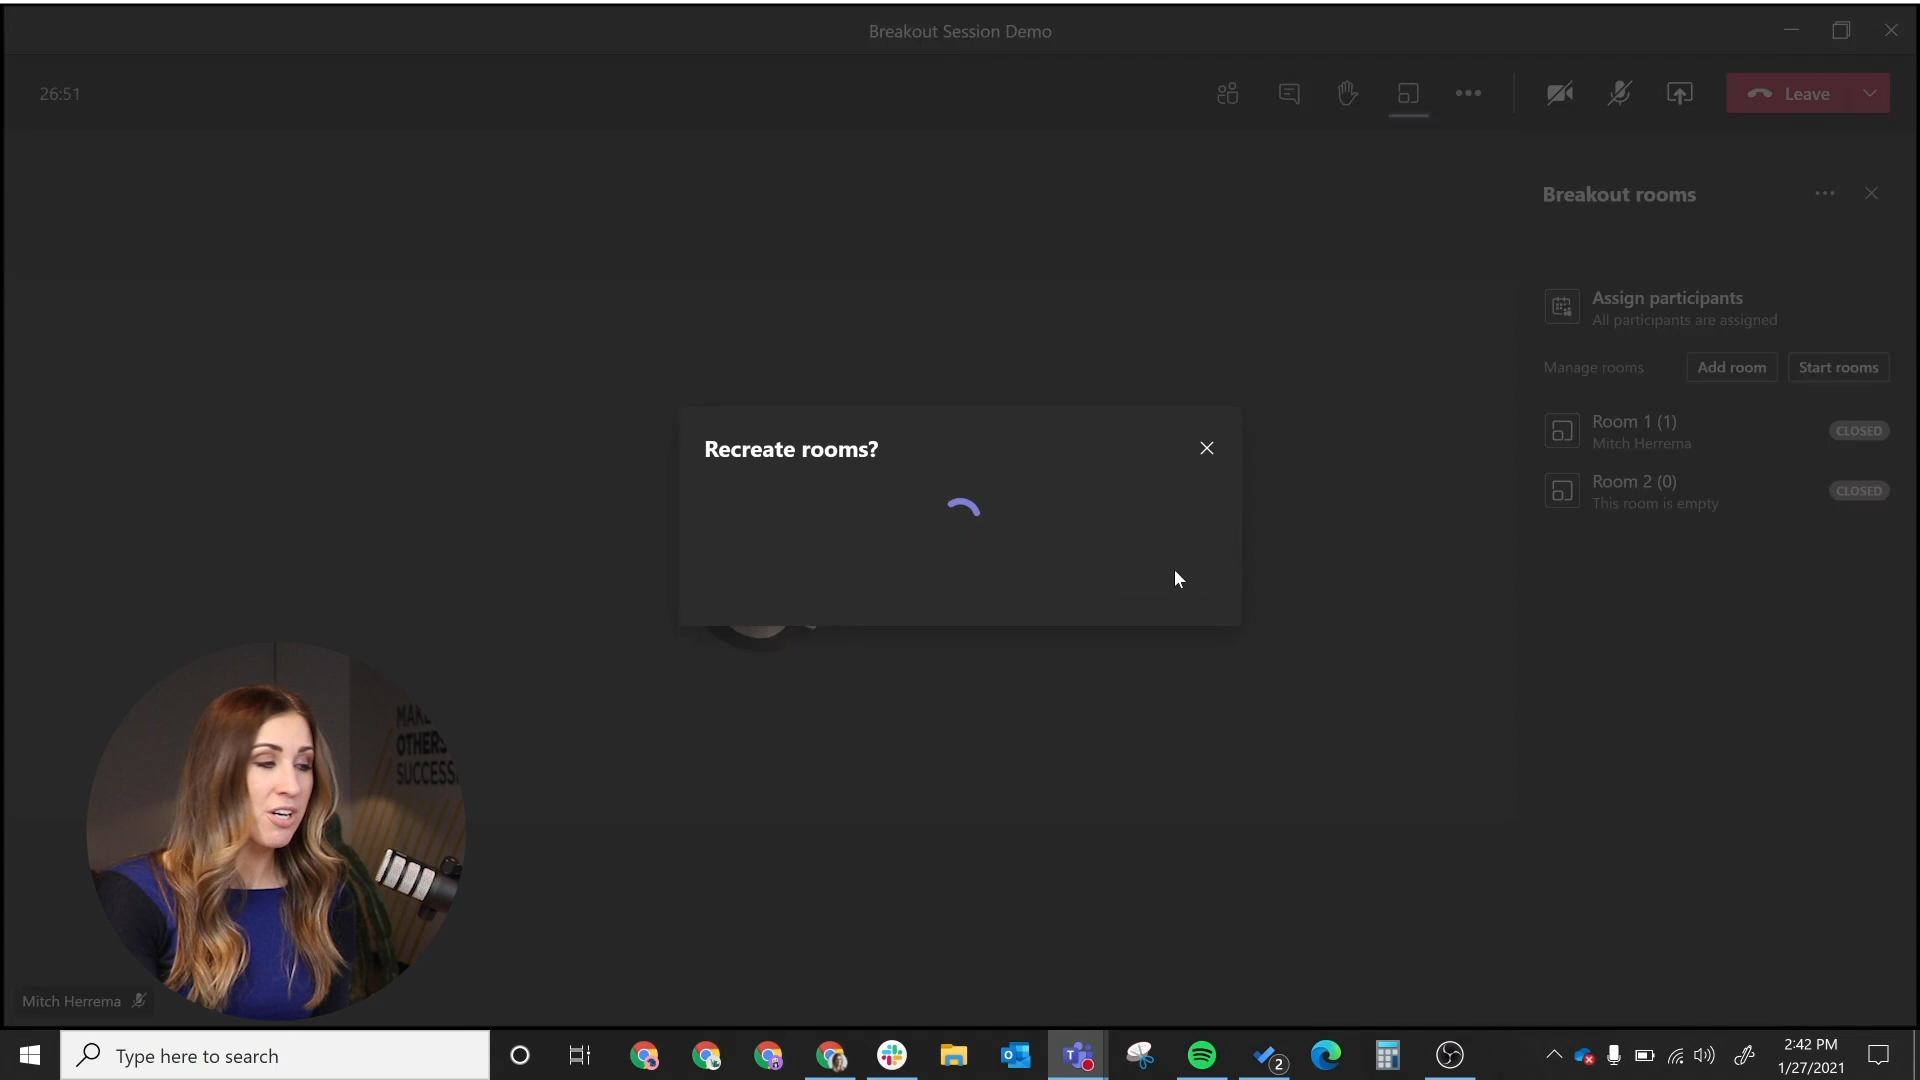 Breakout Session Demo
26:51
Leave
Breakout rooms
Assign participants
All participants are assigned
Manage rooms
Add room
Start rooms
Room 1 (1)
Mitch Herrema
CLOSED
Room 2 (0)
This room is empty
CLOSED
Recreate rooms?
OTHERS
SUCCESS
Mitch Herrema
Type here to search
2
2:42 PM
1/27/2021